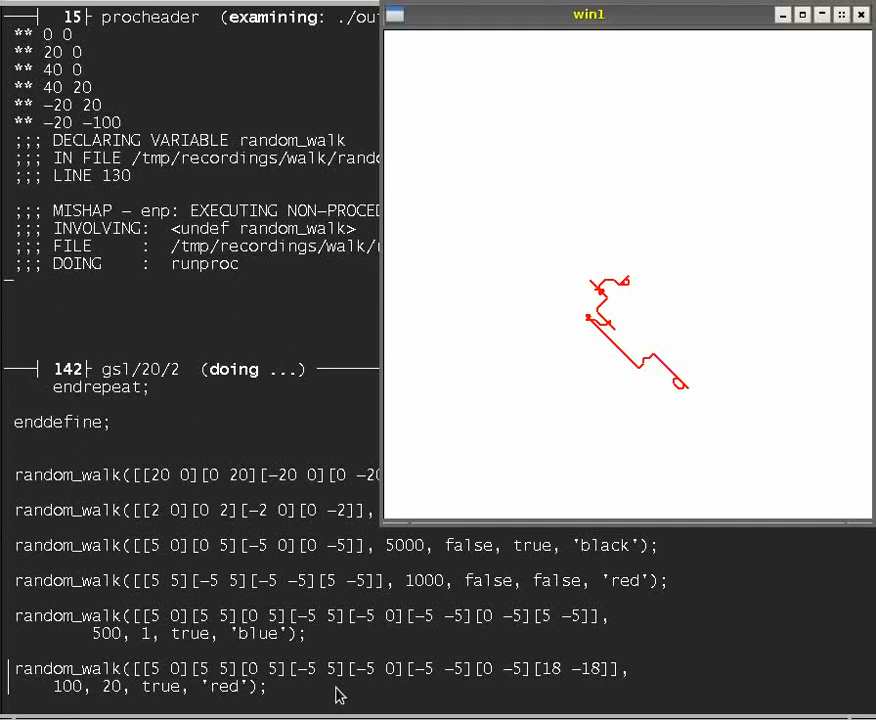 15 procheader (examining: ./ou
** 0 0
** 20 0
** 40 0
** 40 20
** -20 20
** -20 -100
;;; DECLARING VARIABLE random_walk
;;; IN FILE /tmp/recordings/walk/rand
;;; LINE 130
;;; MISHAP - enp: EXECUTING NON-PROCED
;;; INVOLVING: <undef random_walk>
;;; FILE : /tmp/recordings/walk/
;;; DOING : runproc
142 gsl/20/2 (doing ...)
endrepeat;
enddefine;
random_walk([[20 0][0 20][-20 0][0 -20
random_walk([[2 0][0 2][-2 0][0 -2]],
random_walk([[5 0][0 5][-5 0][0 -5]], 5000, false, true, 'black');
random_walk([[5 5][-5 5][-5 -5][5 -5]], 1000, false, false, 'red');
random_walk([[5 0][5 5][0 5][-5 5][-5 0][-5 -5][0 -5][5 -5]],
500, 1, true, 'blue');
random_walk([[5 0][5 5][0 5][-5 5][-5 0][-5 -5][0 -5][18 -18]],
100, 20, true, 'red');
win1